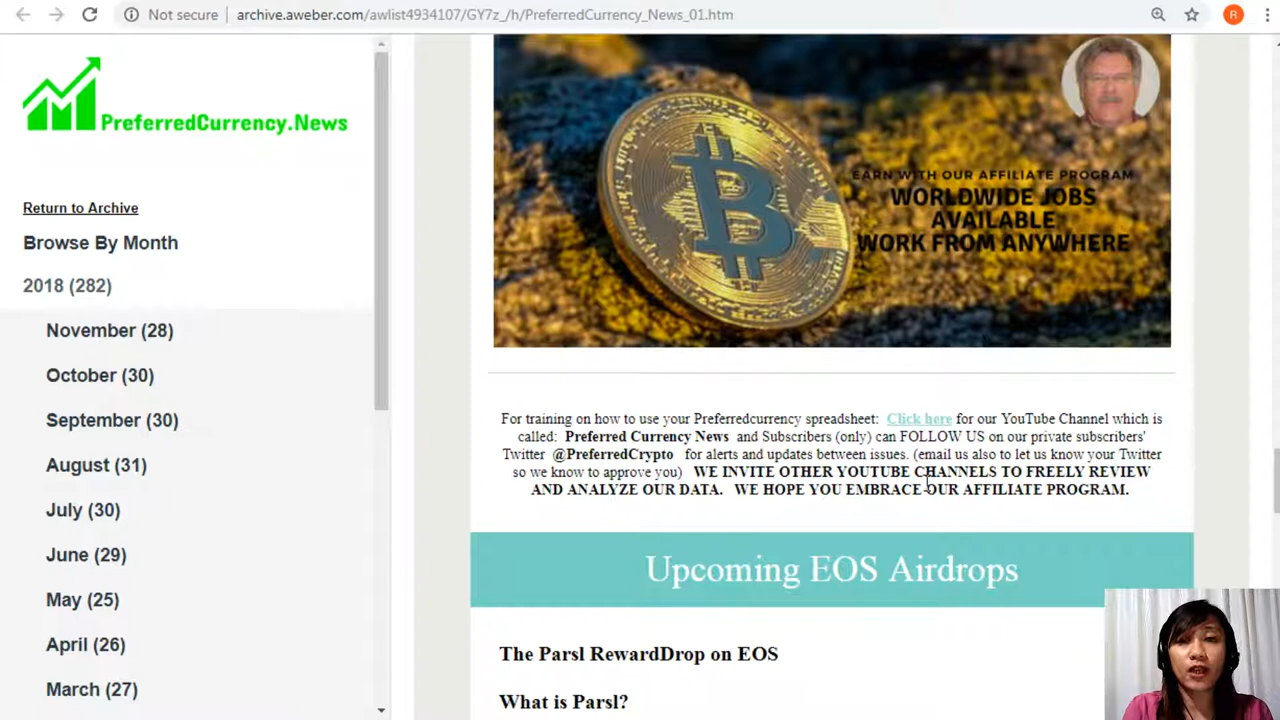 Not secure
archive.aweber.com/awlist4934107/GY7z_/h/PreferredCurrency_News_01.htm
R
PreferredCurrency.News
Return to Archive
Browse By Month
2018 (282)
November (28)
October (30)
September (30)
August (31)
July (30)
June (29)
May (25)
April (26)
March (27)
EARN WITH OUR AFFILIATE PROGRAM
WORLDWIDE JOBS
AVAILABLE
WORK FROM ANYWHERE
For training on how to use your Preferredcurrency spreadsheet: Click here for our YouTube Channel which is
called: Preferred Currency News and Subscribers (only) can FOLLOW US on our private subscribers'
Twitter @PreferredCrypto for alerts and updates between issues. (email us also to let us know your Twitter
so we know to approve you) WE INVITE OTHER YOUTUBE CHANNELS TO FREELY REVIEW
AND ANALYZE OUR DATA. WE HOPE YOU EMBRACE OUR AFFILIATE PROGRAM.
Upcoming EOS Airdrops
The Parsl RewardDrop on EOS
What is Parsl?